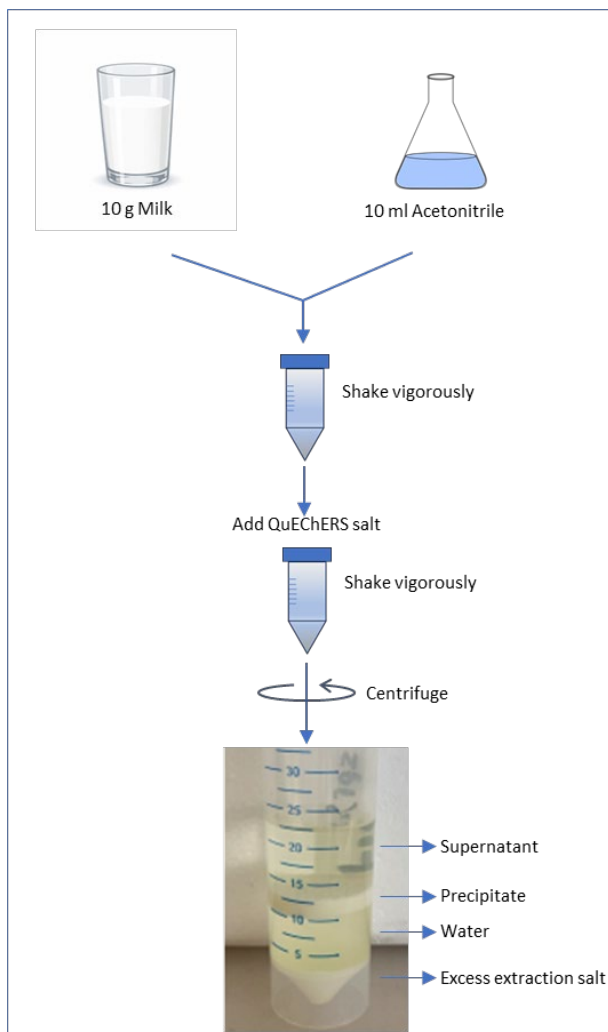 10 g Milk
10 ml Acetonitrile
Shake vigorously
Add QuEChERS salt
Shake vigorously
Centrifuge
30
25
20
Supernatant
15
Precipitate
10
Water
5
Excess extraction salt